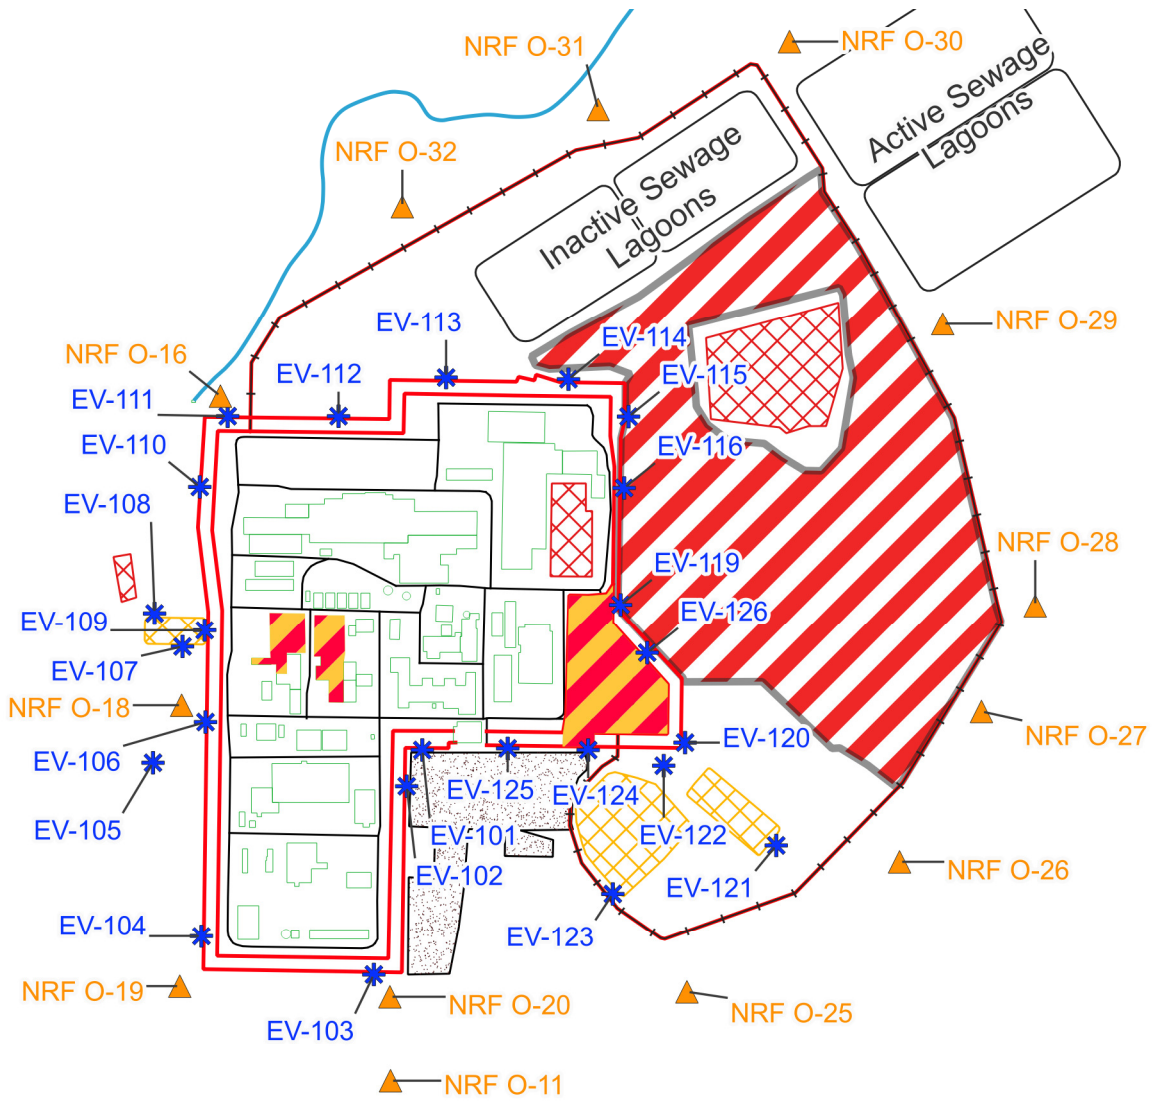 NRF O-31
NRF O-30
Active Sewage
Lagoons
NRF O-32
Inactive Sewage
Lagoons
EV-113
NRF O-29
EV-114
NRF O-16
EV-112
EV-115
EV-111
EV-110
EV-116
EV-108
NRF O-28
EV-119
EV-126
EV-109
EV-107
NRF O-18
NRF O-27
EV-120
EV-106
EV-125
EV-124
EV-105
EV-101
EV-122
NRF O-26
EV-102
EV-121
EV-104
EV-123
NRF O-19
NRF O-20
NRF O-25
EV-103
NRF O-11